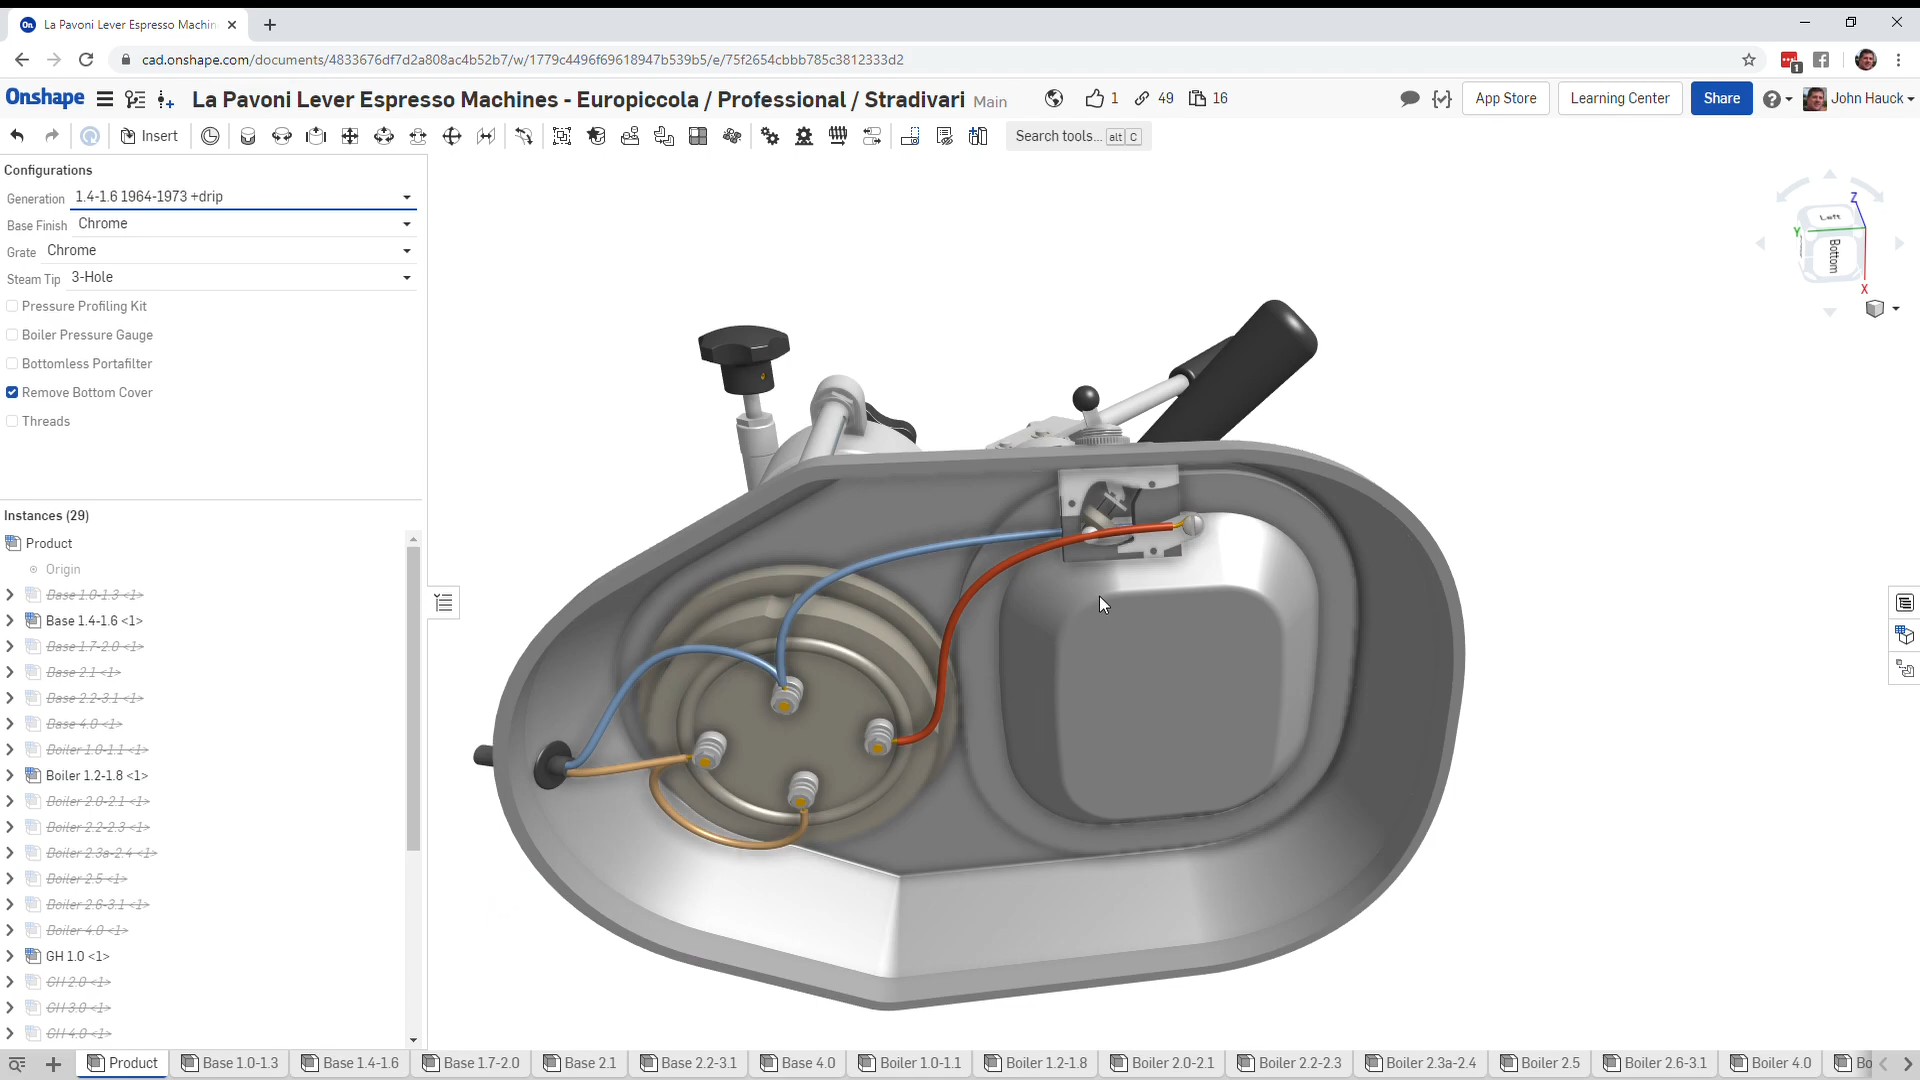 La Pavoni Lever Espresso Machin
cad.onshape.com/documents/4833676df7d2a808ac4b52b7/w/1779c4496f69618947b539b5/e/75f2654cbbb785c3812333d2
1
Onshape La Pavoni Lever Espresso Machines - Europiccola / Professional / Stradivari Main 1 49 16 App Store Learning Center Share John Hauck
Insert Search tools... alt C
Configurations
Generation 1.4-1.6 1964-1973 +drip
Base Finish Chrome
Grate Chrome
Steam Tip 3-Hole
Pressure Profiling Kit
Boiler Pressure Gauge
Bottomless Portafilter
Remove Bottom Cover
Threads
Z
Left
Y
Bottom
X
Instances (29)
Product
Origin
Base 1.0-1.3 <1>
Base 1.4-1.6 <1>
Base 1.7-2.0 <1>
Base 2.1 <1>
Base 2.2-3.1 <1>
Base 4.0 <1>
Boiler 1.0-1.1 <1>
Boiler 1.2-1.8 <1>
Boiler 2.0-2.1 <1>
Boiler 2.2-2.3 <1>
Boiler 2.3a-2.4 <1>
Boiler 2.5 <1>
Boiler 2.6-3.1 <1>
Boiler 4.0 <1>
GH 1.0 <1>
GH 2.0 <1>
GH 3.0 <1>
GH 4.0 <1>
Product Base 1.0-1.3 Base 1.4-1.6 Base 1.7-2.0 Base 2.1 Base 2.2-3.1 Base 4.0 Boiler 1.0-1.1 Boiler 1.2-1.8 Boiler 2.0-2.1 Boiler 2.2-2.3 Boiler 2.3a-2.4 Boiler 2.5 Boiler 2.6-3.1 Boiler 4.0 Bo